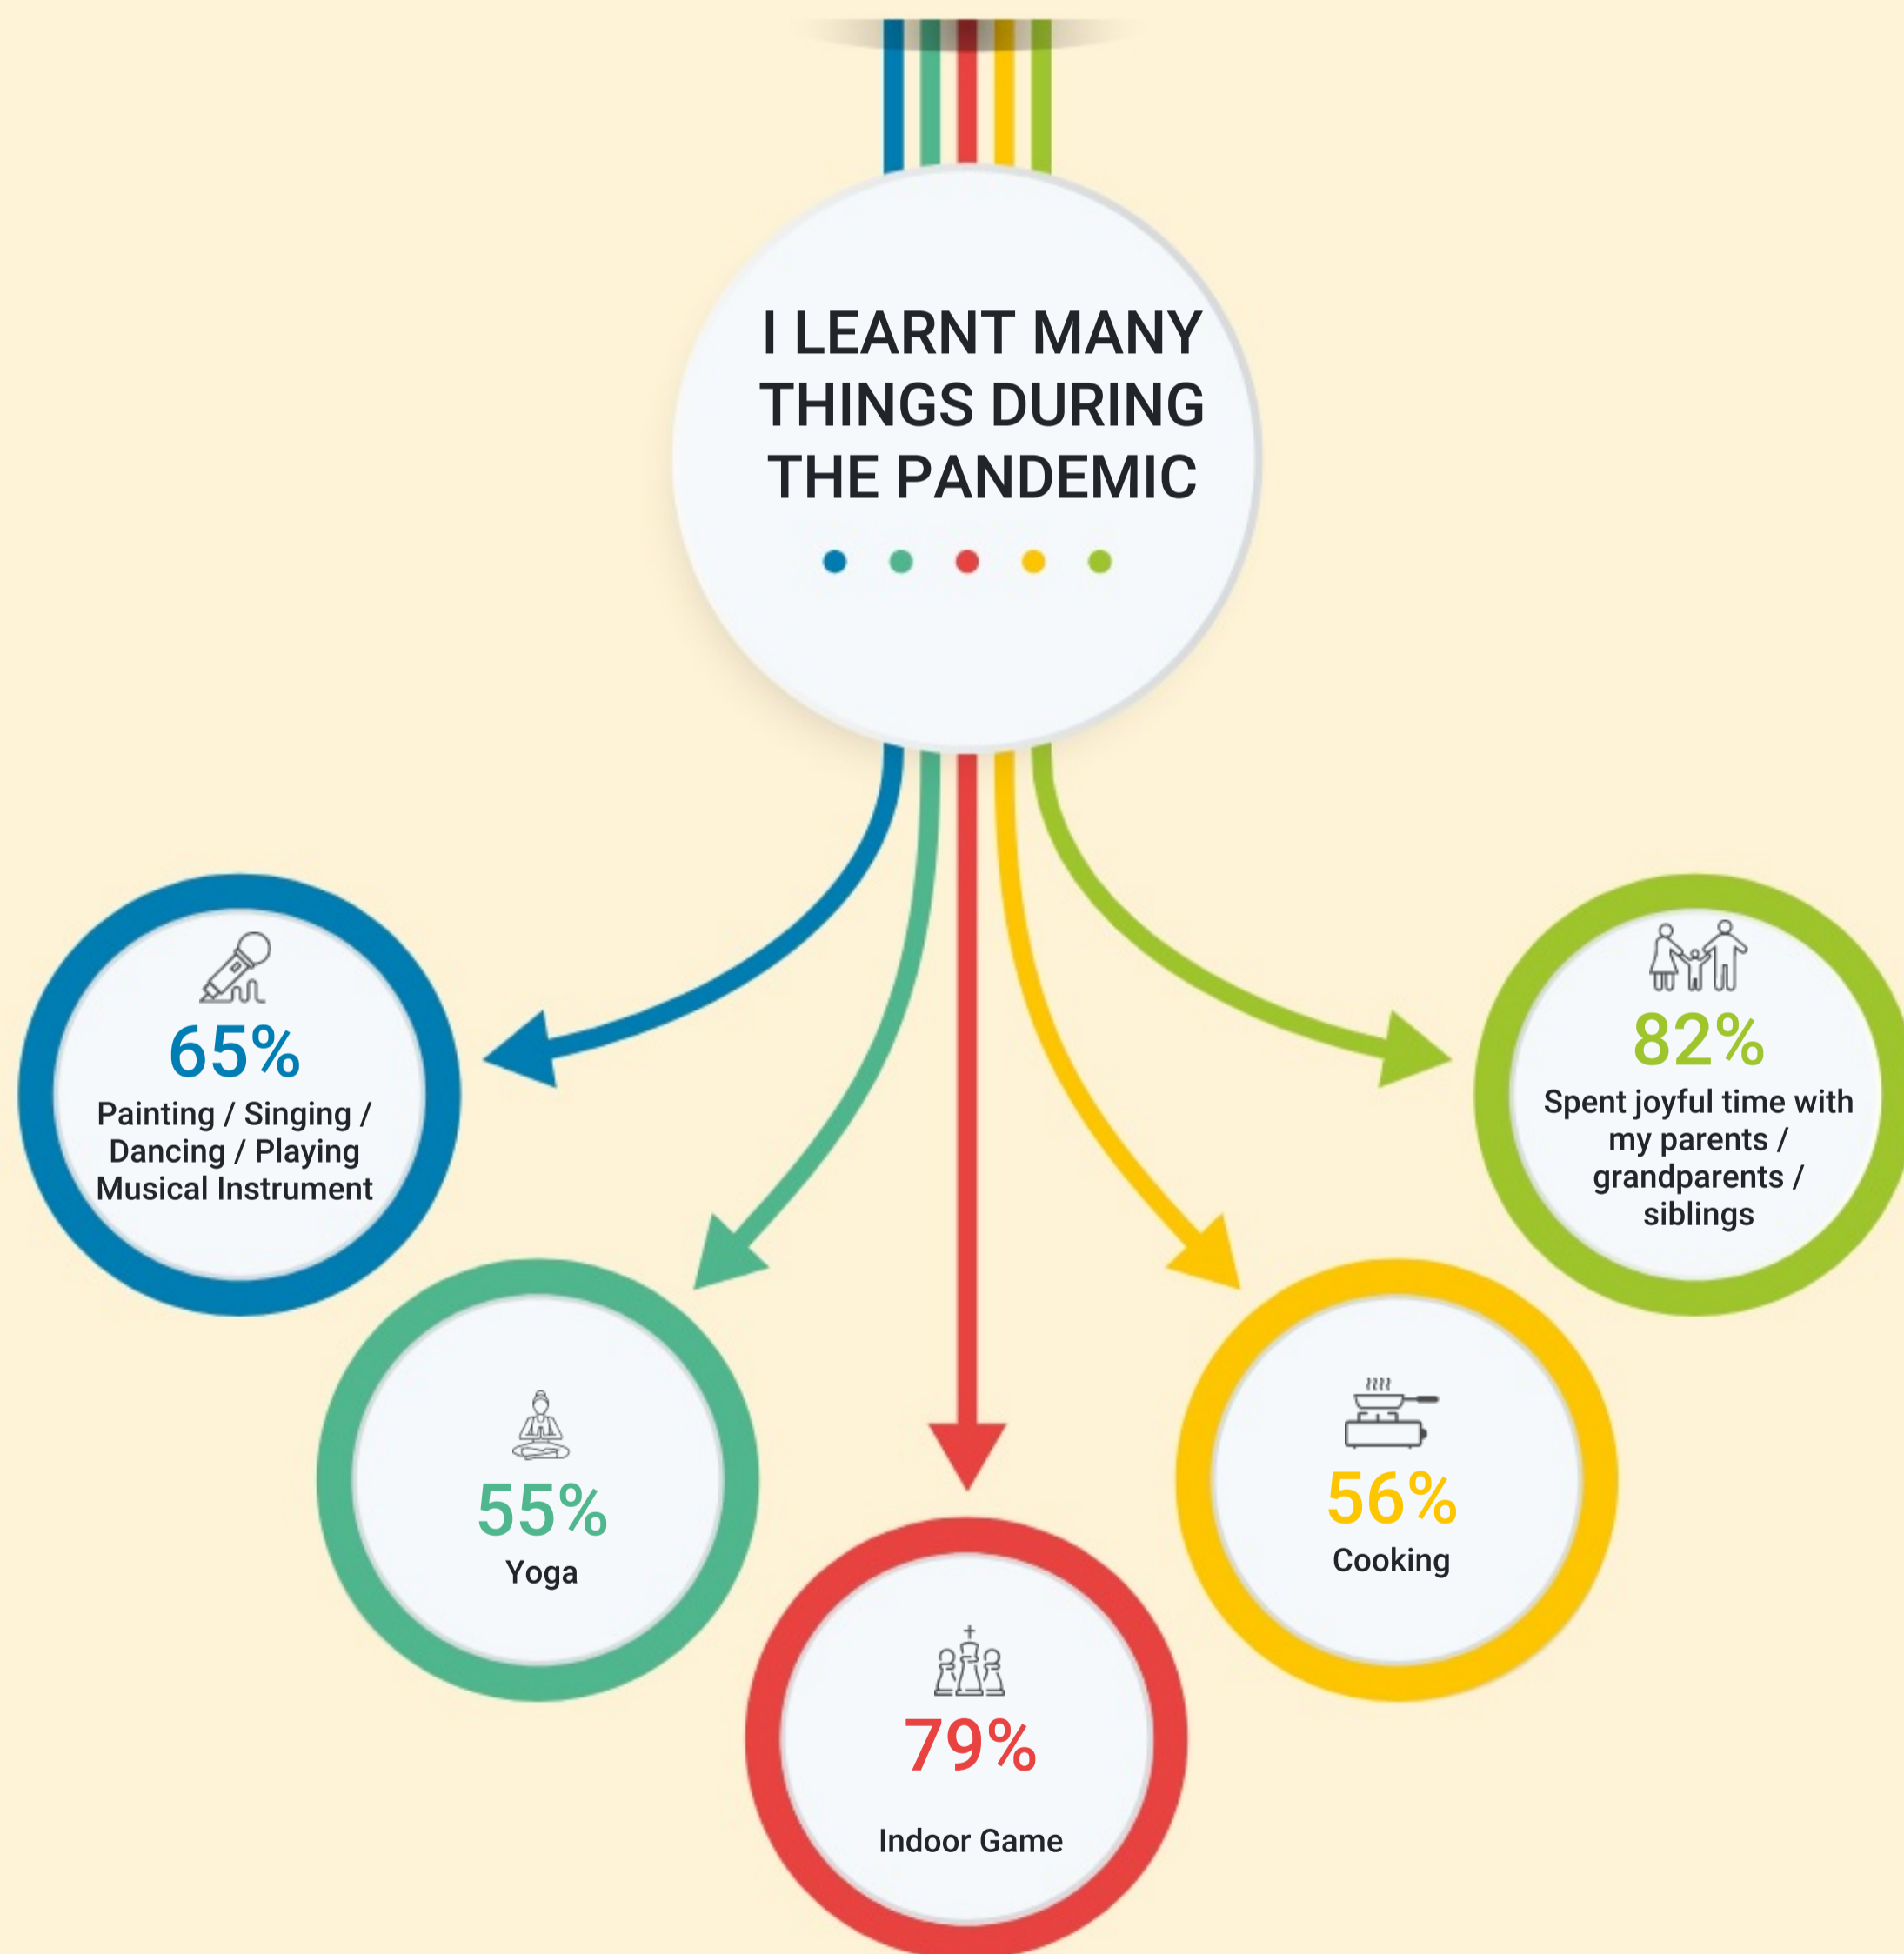 I LEARNT MANY
THINGS DURING
THE PANDEMIC
65%
Painting / Singing /
Dancing / Playing
Musical Instrument
82%
Spent joyful time with
my parents /
grandparents /
siblings
55%
Yoga
56%
Cooking
79%
Indoor Game